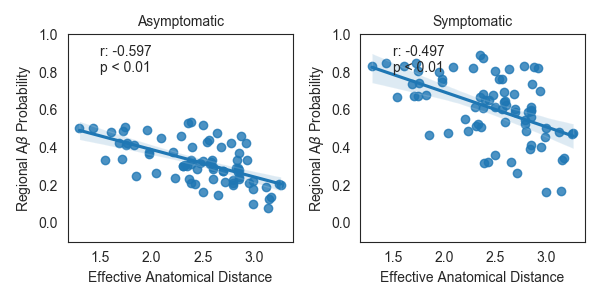 Asymptomatic
r: -0.597
p < 0.01
1.0
0.8
0.6
0.4
0.2
0.0
Regional Aβ Probability
1.5 2.0 2.5 3.0
Effective Anatomical Distance
Symptomatic
r: -0.497
p < 0.01
1.0
0.8
0.6
0.4
0.2
0.0
Regional Aβ Probability
1.5 2.0 2.5 3.0
Effective Anatomical Distance